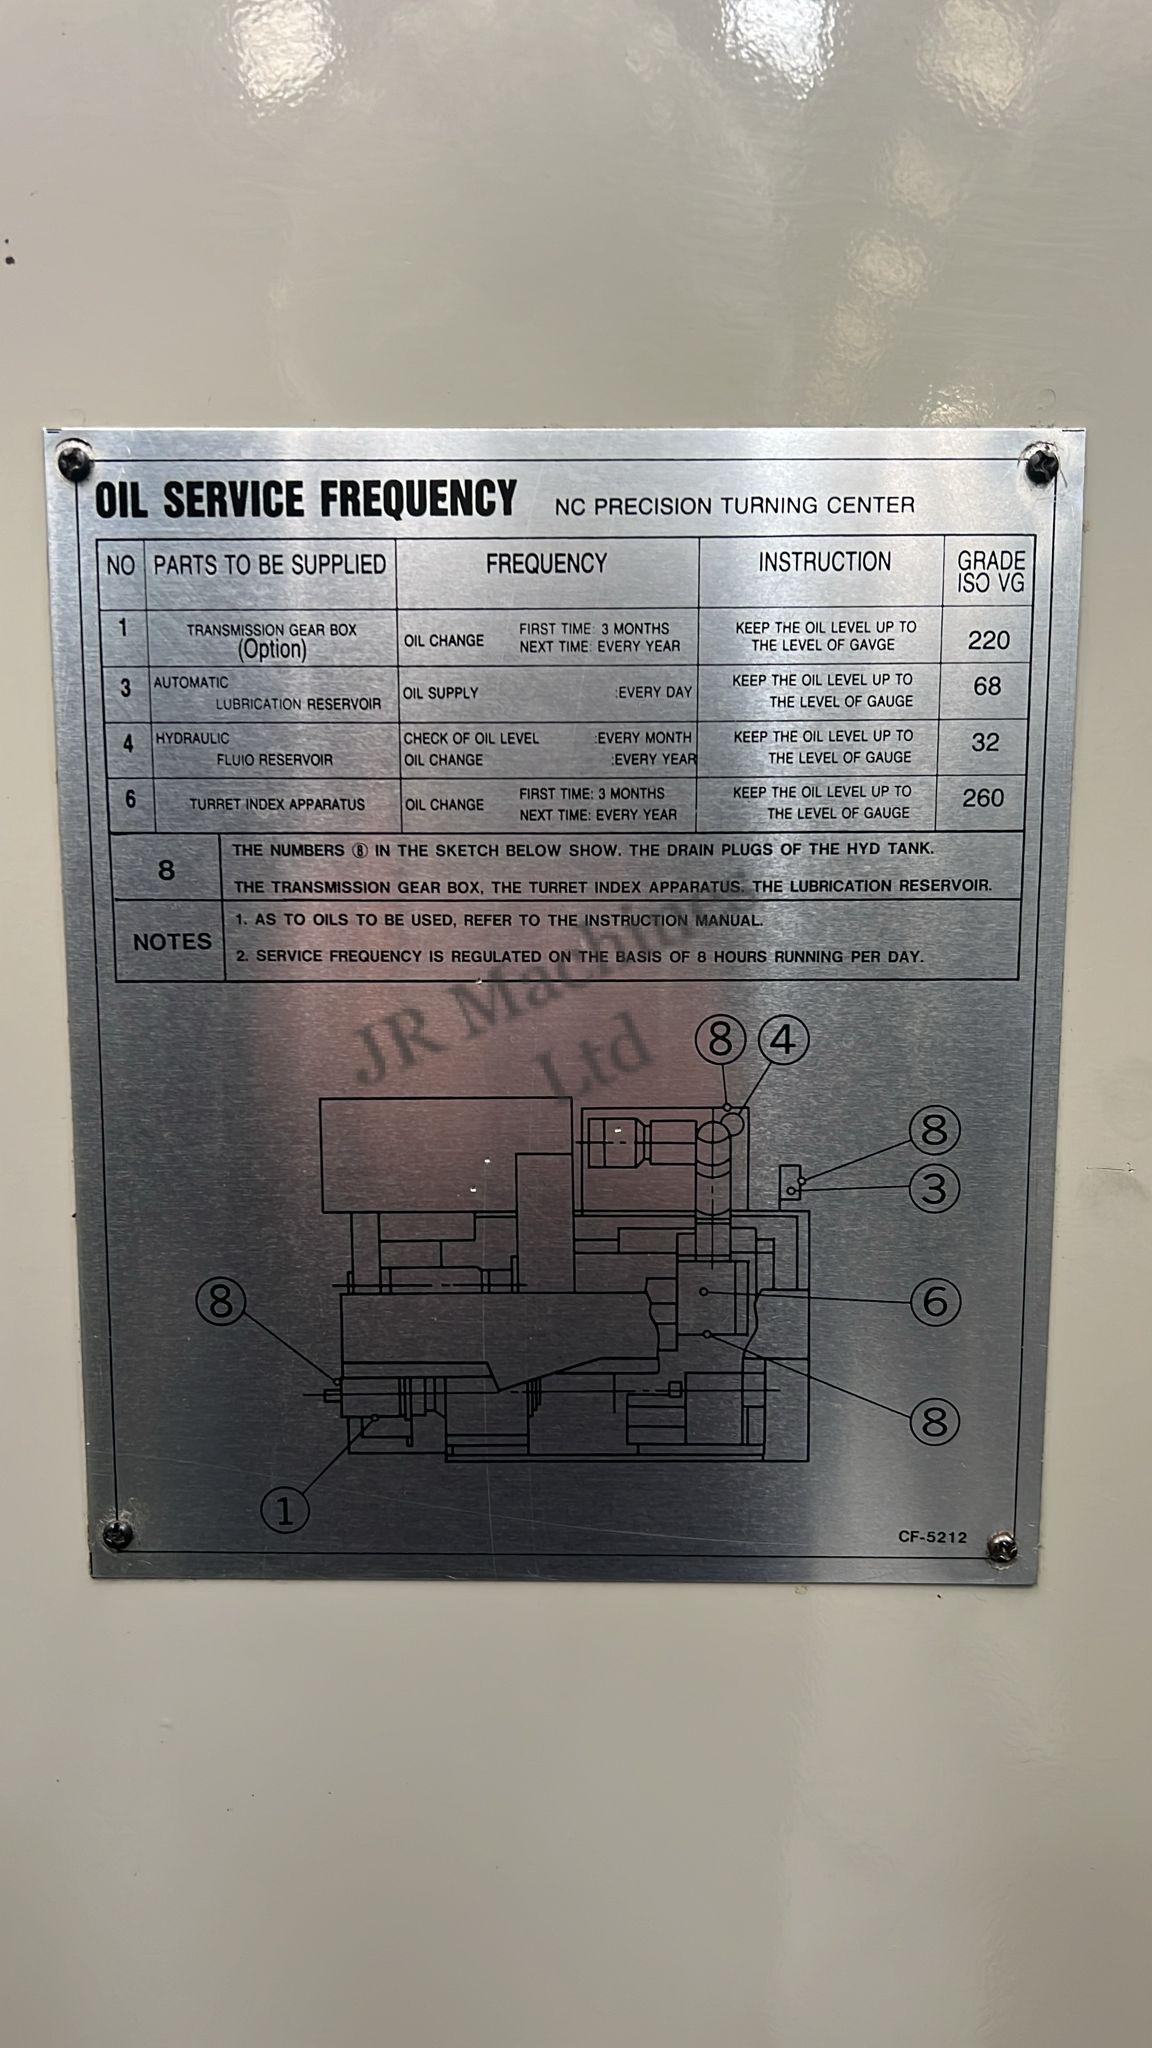 OIL SERVICE FREQUENCY NC PRECISION TURNING CENTER
NO PARTS TO BE SUPPLIED FREQUENCY INSTRUCTION GRADE ISO VG
1 TRANSMISSION GEAR BOX (Option) OIL CHANGE FIRST TIME: 3 MONTHS NEXT TIME: EVERY YEAR KEEP THE OIL LEVEL UP TO THE LEVEL OF GAVGE 220
3 AUTOMATIC LUBRICATION RESERVOIR OIL SUPPLY :EVERY DAY KEEP THE OIL LEVEL UP TO THE LEVEL OF GAUGE 68
4 HYDRAULIC FLUIO RESERVOIR CHECK OF OIL LEVEL :EVERY MONTH OIL CHANGE :EVERY YEAR KEEP THE OIL LEVEL UP TO THE LEVEL OF GAUGE 32
6 TURRET INDEX APPARATUS OIL CHANGE FIRST TIME: 3 MONTHS NEXT TIME: EVERY YEAR KEEP THE OIL LEVEL UP TO THE LEVEL OF GAUGE 260
8 THE NUMBERS ⑧ IN THE SKETCH BELOW SHOW. THE DRAIN PLUGS OF THE HYD TANK.
THE TRANSMISSION GEAR BOX, THE TURRET INDEX APPARATUS. THE LUBRICATION RESERVOIR.
NOTES 1. AS TO OILS TO BE USED, REFER TO THE INSTRUCTION MANUAL.
2. SERVICE FREQUENCY IS REGULATED ON THE BASIS OF 8 HOURS RUNNING PER DAY.
JR Machinery
Ltd
⑧ ④
⑧
③
⑧
⑥
⑧
①
CF-5212